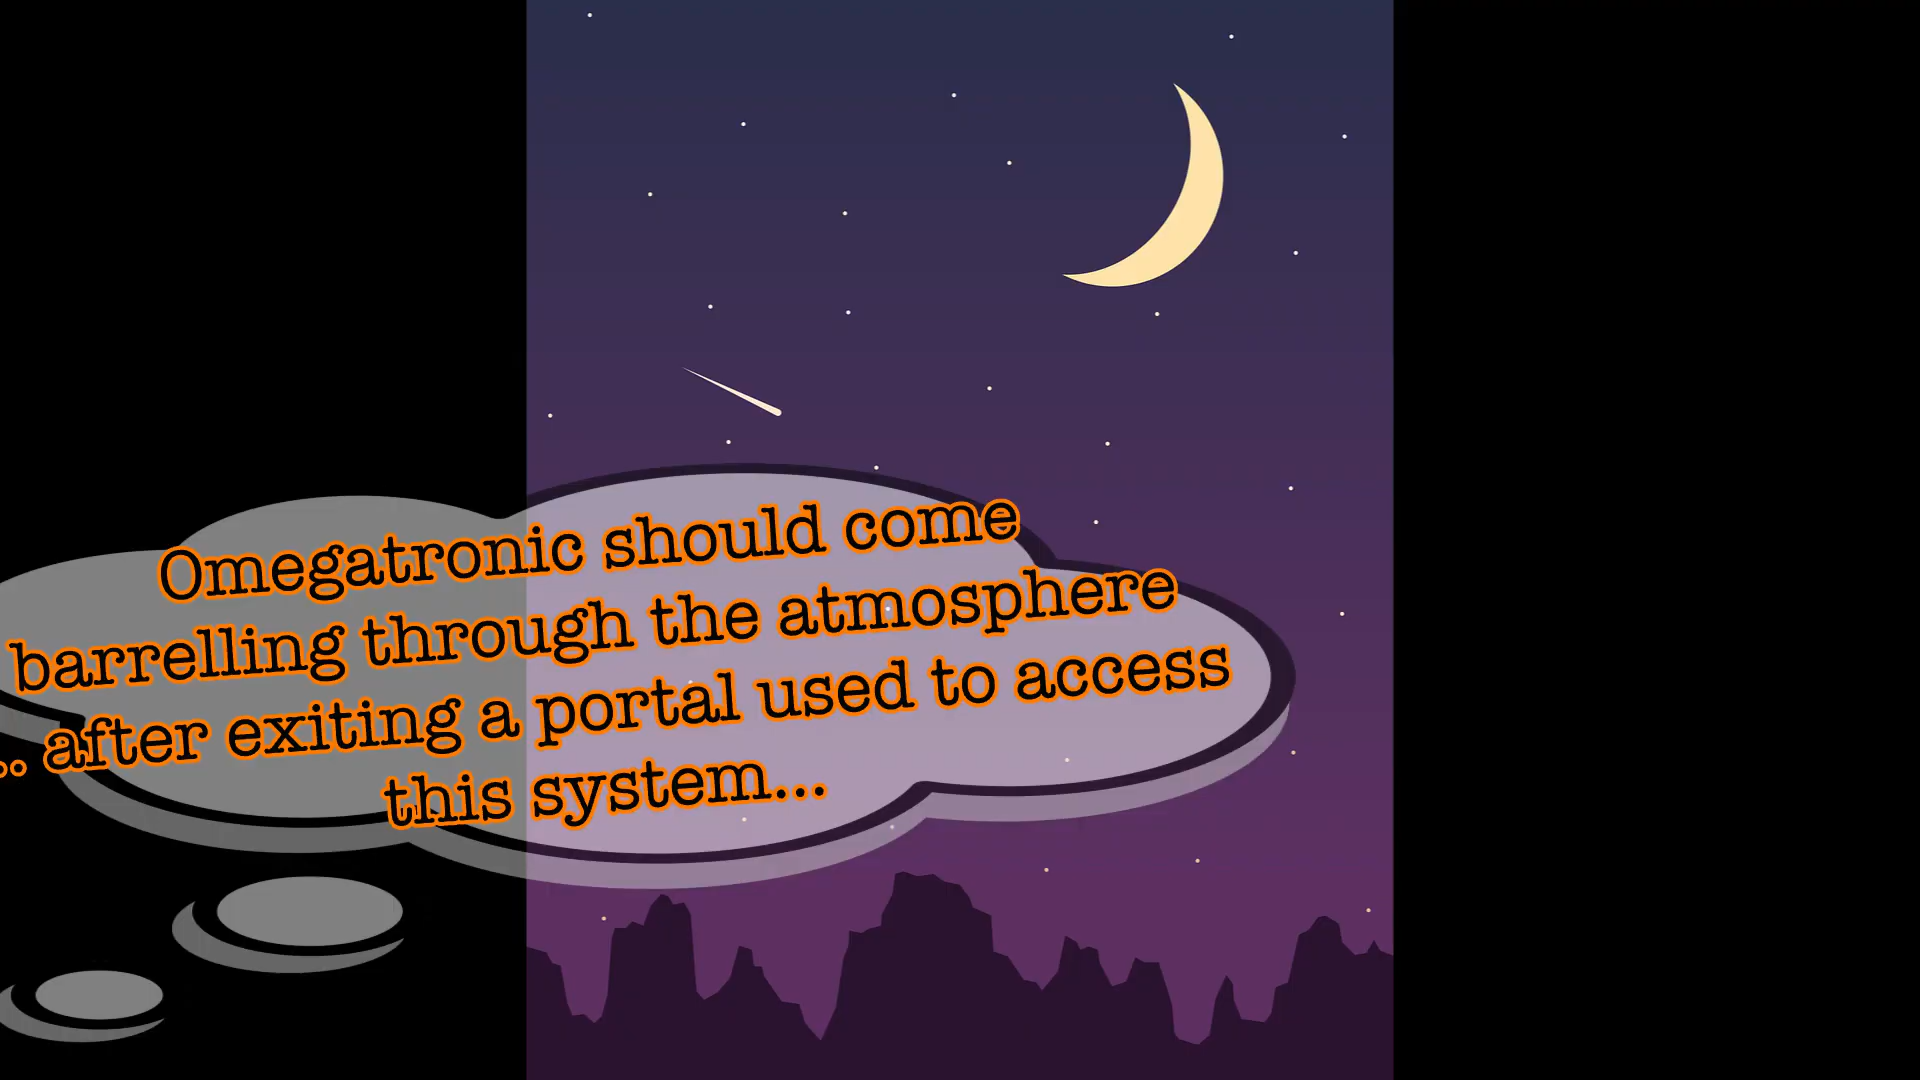 Omegatronic should come
barrelling through the atmosphere
.. after exiting a portal used to access
this system...